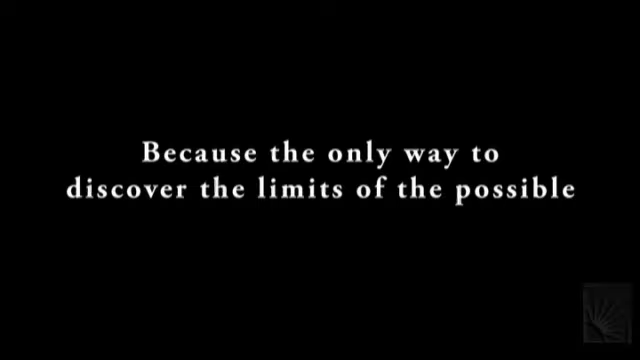 Because the only way to
discover the limits of the possible